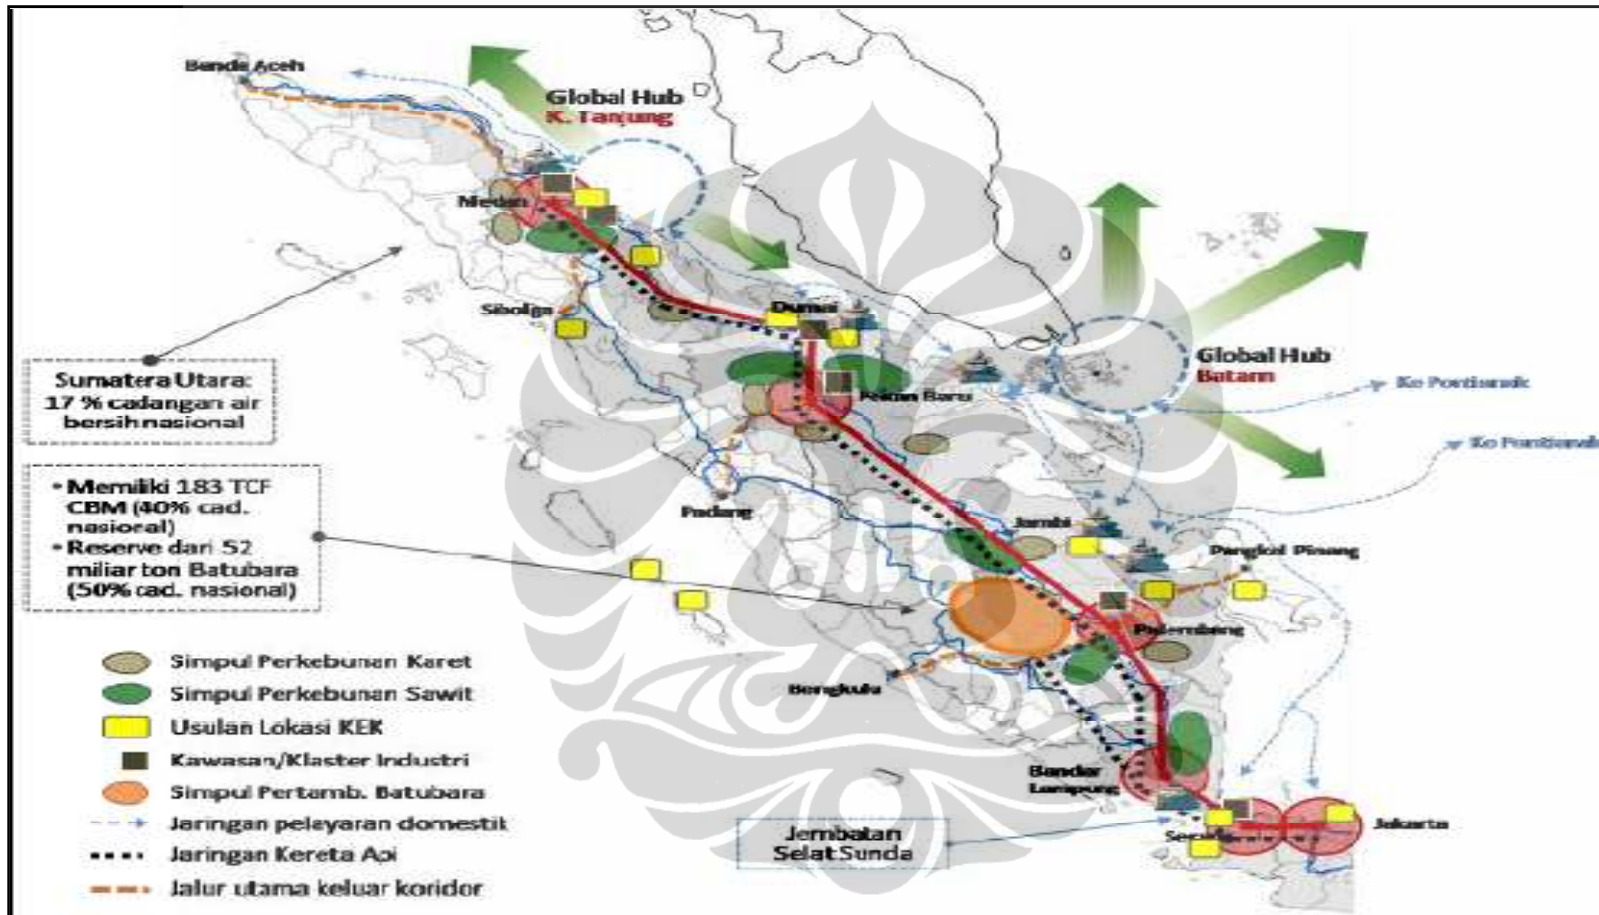 Banda Aceh
Global Hub
K. Tanjung
Medan
Sibolga
Dumai
Sumatera Utara:
17 % cadangan air
bersih nasional
Global Hub
Batam
Ke Pontianak
Pekan Baru
Ke Pontianak
• Memiliki 183 TCF
CBM (40% cad.
nasional)
• Reserve dari 52
miliar ton Batubara
(50% cad. nasional)
Padang
Jambi
Pangkal Pinang
Palembang
Bengkulu
Simpul Perkebunan Karet
Simpul Perkebunan Sawit
Usulan Lokasi KEK
Kawasan/Klaster Industri
Simpul Pertamb. Batubara
Jaringan pelayaran domestik
Jaringan Kereta Api
Jalur utama keluar koridor
Bandar
Lampung
Jembatan
Selat Sunda
Serang
Jakarta